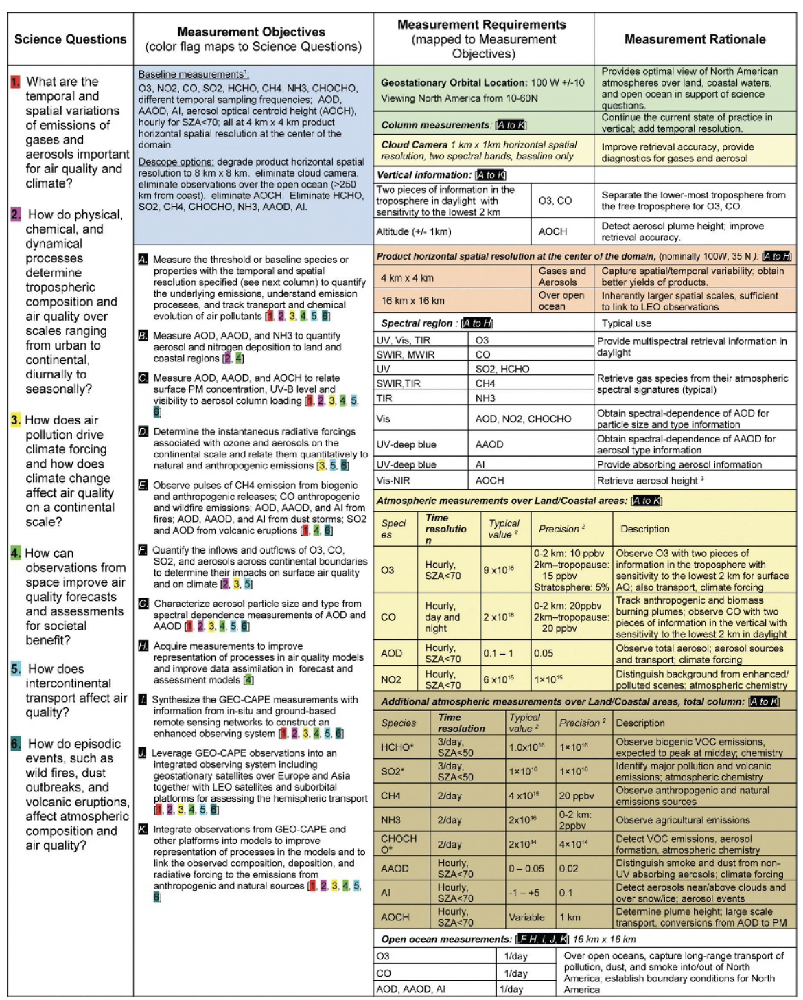 Science Questions
Measurement Objectives
(color flag maps to Science Questions)
Measurement Requirements
(mapped to Measurement
Objectives)
Measurement Rationale
1. What are the
temporal and
spatial variations
of emissions of
gases and
aerosols important
for air quality and
climate?
2. How do physical,
chemical, and
dynamical
processes
determine
tropospheric
composition and
air quality over
scales ranging
from urban to
continental,
diurnally to
seasonally?
3. How does air
pollution drive
climate forcing
and how does
climate change
affect air quality
on a continental
scale?
4. How can
observations from
space improve air
quality forecasts
and assessments
for societal
benefit?
5. How does
intercontinental
transport affect air
quality?
6. How do episodic
events, such as
wild fires, dust
outbreaks, and
volcanic eruptions,
affect atmospheric
composition and
air quality?
Baseline measurements¹:
O3, NO2, CO, SO2, HCHO, CH4, NH3, CHOCHO,
different temporal sampling frequencies; AOD,
AAOD, AI, aerosol optical centroid height (AOCH),
hourly for SZA<70; all at 4 km x 4 km product
horizontal spatial resolution at the center of the
domain.
Descope options: degrade product horizontal spatial
resolution to 8 km x 8 km. eliminate cloud camera.
eliminate observations over the open ocean (>250
km from coast). eliminate AOCH. Eliminate HCHO,
SO2, CH4, CHOCHO, NH3, AAOD, AI.
A. Measure the threshold or baseline species or
properties with the temporal and spatial
resolution specified (see next column) to quantify
the underlying emissions, understand emission
processes, and track transport and chemical
evolution of air pollutants [1, 2, 3, 4, 5, 6]
B. Measure AOD, AAOD, and NH3 to quantify
aerosol and nitrogen deposition to land and
coastal regions [2, 4]
C. Measure AOD, AAOD, and AOCH to relate
surface PM concentration, UV-B level and
visibility to aerosol column loading [1, 2, 3, 4, 5,
6]
D. Determine the instantaneous radiative forcings
associated with ozone and aerosols on the
continental scale and relate them quantitatively to
natural and anthropogenic emissions [3, 5, 6]
E. Observe pulses of CH4 emission from biogenic
and anthropogenic releases; CO anthropogenic
and wildfire emissions; AOD, AAOD, and AI from
fires; AOD, AAOD, and AI from dust storms; SO2
and AOD from volcanic eruptions [1, 4, 6]
F. Quantify the inflows and outflows of O3, CO,
SO2, and aerosols across continental boundaries
to determine their impacts on surface air quality
and on climate [2, 3, 5]
G. Characterize aerosol particle size and type from
spectral dependence measurements of AOD and
AAOD [1, 2, 3, 4, 5, 6]
H. Acquire measurements to improve
representation of processes in air quality models
and improve data assimilation in forecast and
assessment models [4]
I. Synthesize the GEO-CAPE measurements with
information from in-situ and ground-based
remote sensing networks to construct an
enhanced observing system [1, 2, 3, 4, 5, 6]
J. Leverage GEO-CAPE observations into an
integrated observing system including
geostationary satellites over Europe and Asia
together with LEO satellites and suborbital
platforms for assessing the hemispheric transport
[1, 2, 3, 4, 5, 6]
K. Integrate observations from GEO-CAPE and
other platforms into models to improve
representation of processes in the models and to
link the observed composition, deposition, and
radiative forcing to the emissions from
anthropogenic and natural sources [1, 2, 3, 4, 5,
6]
Geostationary Orbital Location: 100 W +/-10
Viewing North America from 10-60N
Provides optimal view of North American
atmospheres over land, coastal waters,
and open ocean in support of science
questions.
Column measurements: [A to K]
Continue the current state of practice in
vertical; add temporal resolution.
Cloud Camera 1 km x 1km horizontal spatial
resolution, two spectral bands, baseline only
Improve retrieval accuracy, provide
diagnostics for gases and aerosol
Vertical information: [A to K]
Two pieces of information in the
troposphere in daylight with
sensitivity to the lowest 2 km
O3, CO
Separate the lower-most troposphere from
the free troposphere for O3, CO.
Altitude (+/- 1km)
AOCH
Detect aerosol plume height; improve
retrieval accuracy.
Product horizontal spatial resolution at the center of the domain, (nominally 100W, 35 N ): [A to H]
4 km x 4 km
Gases and
Aerosols
Capture spatial/temporal variability; obtain
better yields of products.
16 km x 16 km
Over open
ocean
Inherently larger spatial scales, sufficient
to link to LEO observations
Spectral region : [A to H]
Typical use
UV, Vis, TIR O3
SWIR, MWIR CO
Provide multispectral retrieval information in
daylight
UV SO2, HCHO
SWIR,TIR CH4
TIR NH3
Retrieve gas species from their atmospheric
spectral signatures (typical)
Vis AOD, NO2, CHOCHO
Obtain spectral-dependence of AOD for
particle size and type information
UV-deep blue AAOD
Obtain spectral-dependence of AAOD for
aerosol type information
UV-deep blue AI Provide absorbing aerosol information
Vis-NIR AOCH Retrieve aerosol height ³
Atmospheric measurements over Land/Coastal areas: [A to K]
Speci
es
Time
resolutio
n
Typical
value ²
Precision ²
Description
O3
Hourly,
SZA<70
9 x10¹⁸
0-2 km: 10 ppbv
2km–tropopause:
15 ppbv
Stratosphere: 5%
Observe O3 with two pieces of
information in the troposphere with
sensitivity to the lowest 2 km for surface
AQ; also transport, climate forcing
CO
Hourly,
day and
night
2 x10¹⁸
0-2 km: 20ppbv
2km–tropopause:
20 ppbv
Track anthropogenic and biomass
burning plumes; observe CO with two
pieces of information in the vertical with
sensitivity to the lowest 2 km in daylight
AOD
Hourly,
SZA<70
0.1 – 1
0.05
Observe total aerosol; aerosol sources
and transport; climate forcing
NO2
Hourly,
SZA<70
6 x10¹⁵
1×10¹⁵
Distinguish background from enhanced/
polluted scenes; atmospheric chemistry
Additional atmospheric measurements over Land/Coastal areas, total column: [A to K]
Species
Time
resolution
Typical
value ²
Precision ²
Description
HCHO*
3/day,
SZA<50
1.0x10¹⁶
1×10¹⁶
Observe biogenic VOC emissions,
expected to peak at midday; chemistry
SO2*
3/day,
SZA<50
1×10¹⁶
1×10¹⁶
Identify major pollution and volcanic
emissions; atmospheric chemistry
CH4
2/day
4 x10¹⁹
20 ppbv
Observe anthropogenic and natural
emissions sources
NH3
2/day
2x10¹⁶
0-2 km:
2ppbv
Observe agricultural emissions
CHOCH
O*
2/day
2x10¹⁴
4×10¹⁴
Detect VOC emissions, aerosol
formation, atmospheric chemistry
AAOD
Hourly,
SZA<70
0 – 0.05
0.02
Distinguish smoke and dust from non-
UV absorbing aerosols; climate forcing
AI
Hourly,
SZA<70
-1 – +5
0.1
Detect aerosols near/above clouds and
over snow/ice; aerosol events
AOCH
Hourly,
SZA<70
Variable
1 km
Determine plume height; large scale
transport, conversions from AOD to PM
Open ocean measurements: [ F H, I, J, K] 16 km x 16 km
O3 1/day
CO 1/day
AOD, AAOD, AI 1/day
Over open oceans, capture long-range transport of
pollution, dust, and smoke into/out of North
America; establish boundary conditions for North
America